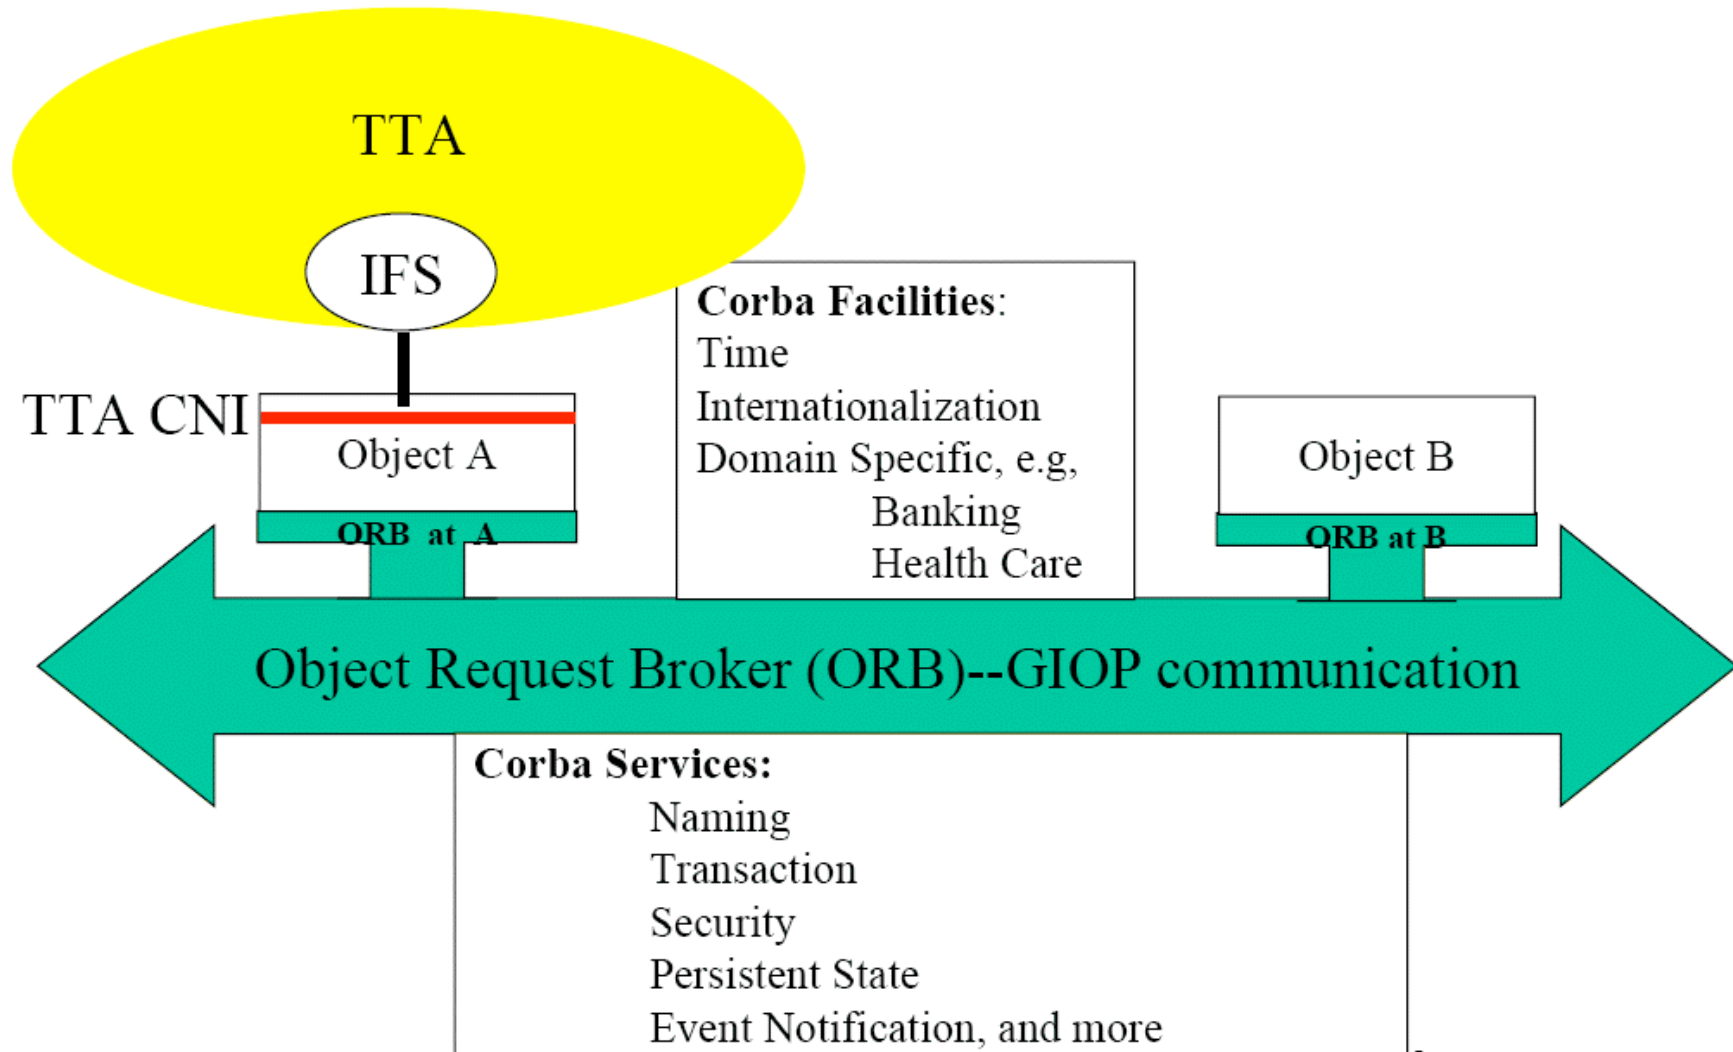 TTA
IFS
TTA CNI
Object A
ORB at A
Corba Facilities:
Time
Internationalization
Domain Specific, e.g,
Banking
Health Care
Object B
ORB at B
Object Request Broker (ORB)--GIOP communication
Corba Services:
Naming
Transaction
Security
Persistent State
Event Notification, and more